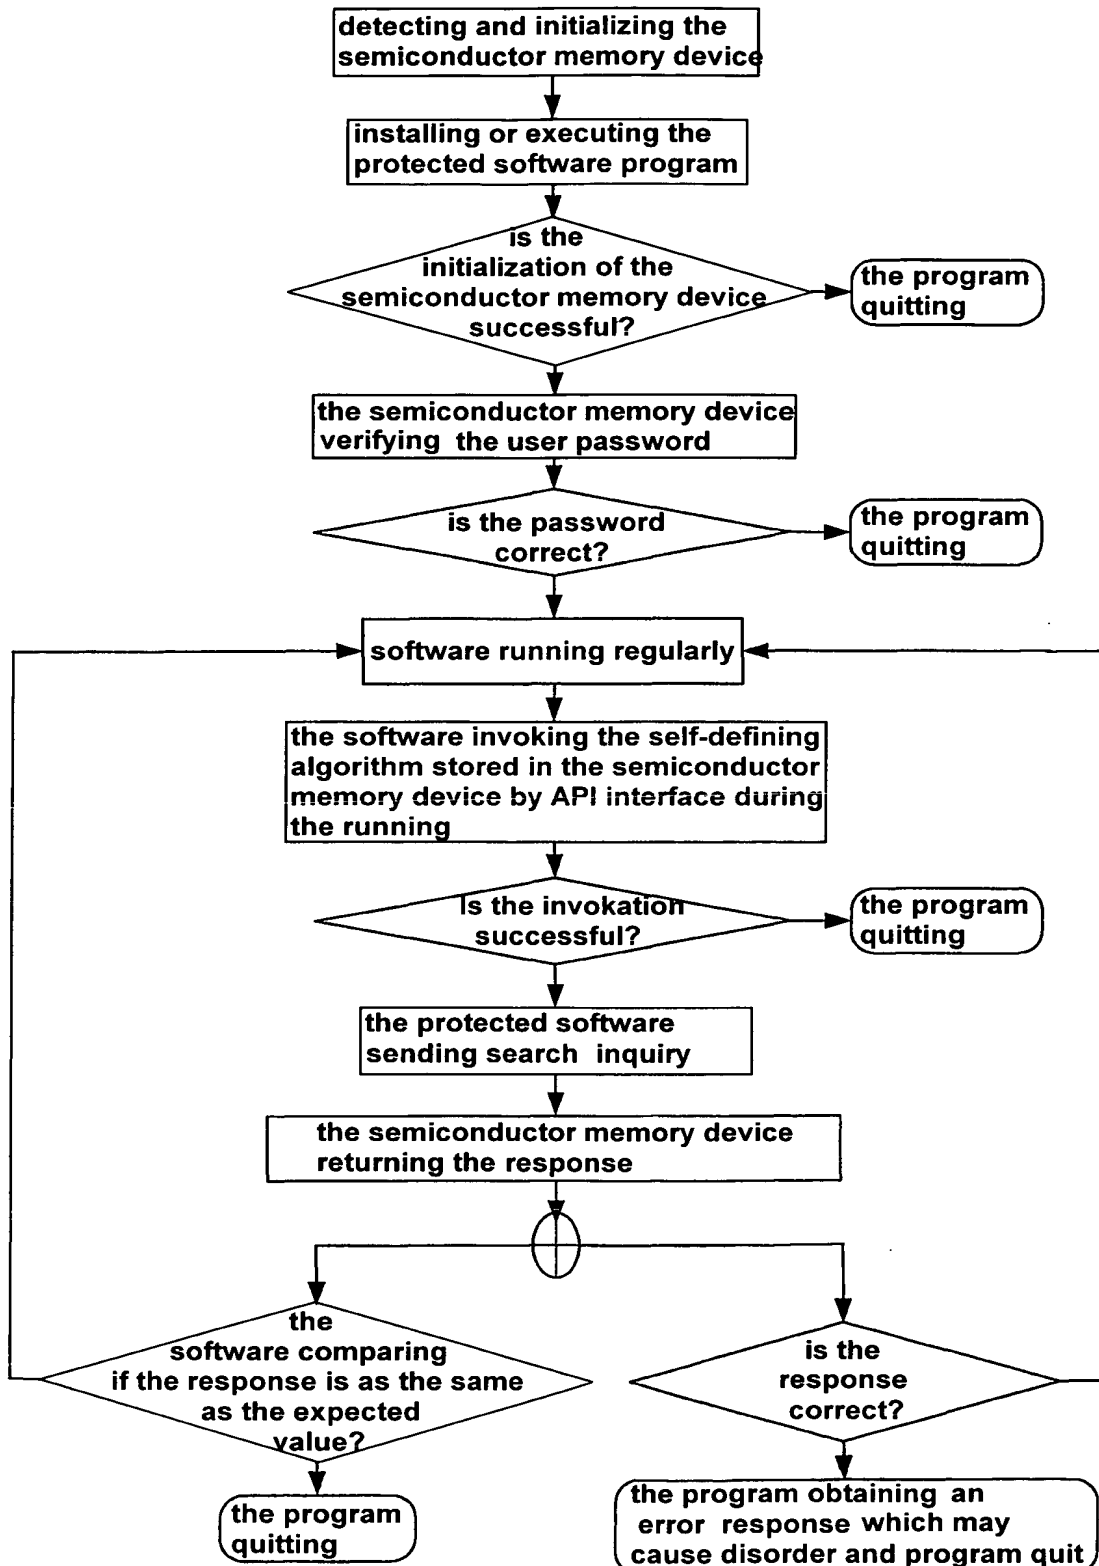 detecting and initializing the
semiconductor memory device
installing or executing the
protected software program
is the
initialization of the
semiconductor memory device
successful?
the program
quitting
the semiconductor memory device
verifying the user password
is the password
correct?
the program
quitting
software running regularly
the software invoking the self-defining
algorithm stored in the semiconductor
memory device by API interface during
the running
Is the invokation
successful?
the program
quitting
the protected software
sending search inquiry
the semiconductor memory device
returning the response
the
software comparing
if the response is as the same
as the expected
value?
is the
response
correct?
the program
quitting
the program obtaining an
error response which may
cause disorder and program quit